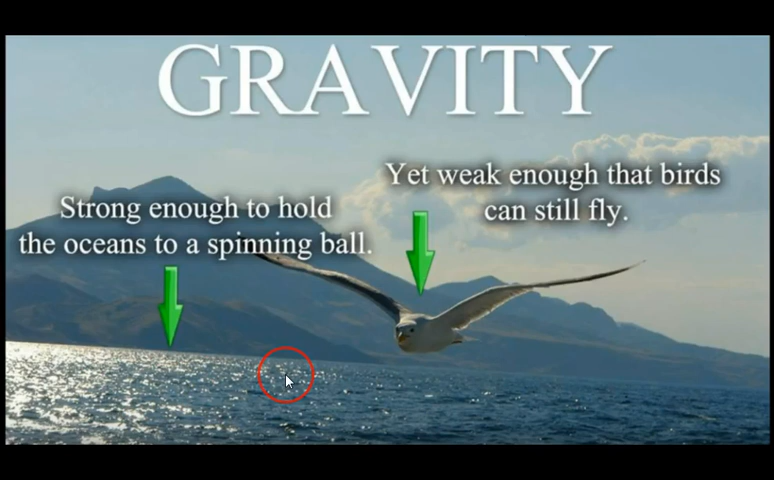 GRAVITY
Yet weak enough that birds
can still fly.
Strong enough to hold
the oceans to a spinning ball.